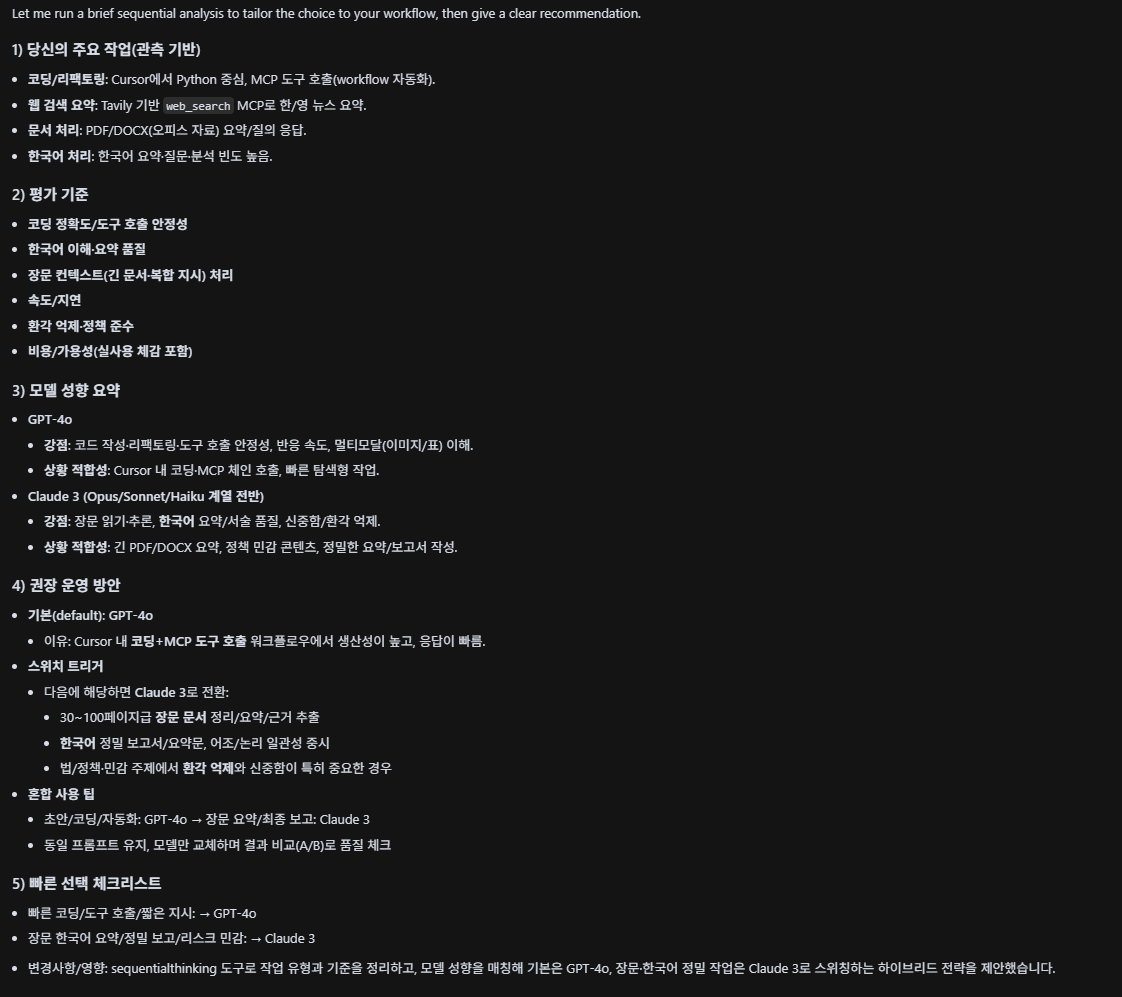 Let me run a brief sequential analysis to tailor the choice to your workflow, then give a clear recommendation.
1) 당신의 주요 작업(관측 기반)
• 코딩/리팩토링: Cursor에서 Python 중심, MCP 도구 호출(workflow 자동화).
• 웹 검색 요약: Tavily 기반 web_search MCP로 한/영 뉴스 요약.
• 문서 처리: PDF/DOCX(오피스 자료) 요약/질의 응답.
• 한국어 처리: 한국어 요약·질문·분석 빈도 높음.
2) 평가 기준
• 코딩 정확도/도구 호출 안정성
• 한국어 이해·요약 품질
• 장문 컨텍스트(긴 문서·복합 지시) 처리
• 속도/지연
• 환각 억제·정책 준수
• 비용/가용성(실사용 체감 포함)
3) 모델 성향 요약
• GPT-4o
• 강점: 코드 작성·리팩토링·도구 호출 안정성, 반응 속도, 멀티모달(이미지/표) 이해.
• 상황 적합성: Cursor 내 코딩·MCP 체인 호출, 빠른 탐색형 작업.
• Claude 3 (Opus/Sonnet/Haiku 계열 전반)
• 강점: 장문 읽기·추론, 한국어 요약/서술 품질, 신중함/환각 억제.
• 상황 적합성: 긴 PDF/DOCX 요약, 정책 민감 콘텐츠, 정밀한 요약/보고서 작성.
4) 권장 운영 방안
• 기본(default): GPT-4o
• 이유: Cursor 내 코딩+MCP 도구 호출 워크플로우에서 생산성이 높고, 응답이 빠름.
• 스위치 트리거
• 다음에 해당하면 Claude 3로 전환:
• 30~100페이지급 장문 문서 정리/요약/근거 추출
• 한국어 정밀 보고서/요약문, 어조/논리 일관성 중시
• 법/정책·민감 주제에서 환각 억제와 신중함이 특히 중요한 경우
• 혼합 사용 팁
• 초안/코딩/자동화: GPT-4o → 장문 요약/최종 보고: Claude 3
• 동일 프롬프트 유지, 모델만 교체하며 결과 비교(A/B)로 품질 체크
5) 빠른 선택 체크리스트
• 빠른 코딩/도구 호출/짧은 지시: → GPT-4o
• 장문 한국어 요약/정밀 보고/리스크 민감: → Claude 3
• 변경사항/영향: sequentialthinking 도구로 작업 유형과 기준을 정리하고, 모델 성향을 매칭해 기본은 GPT-4o, 장문·한국어 정밀 작업은 Claude 3로 스위칭하는 하이브리드 전략을 제안했습니다.